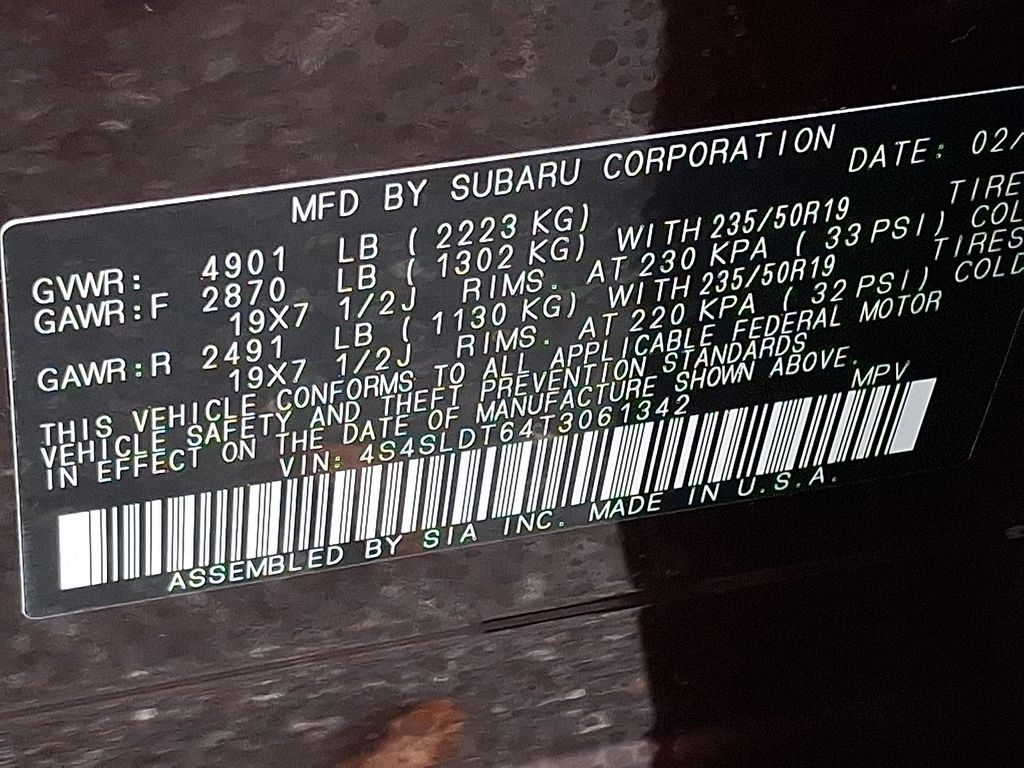 MFD BY SUBARU CORPORATION DATE: 02/
GVWR: 4901 LB ( 2223 KG)
GAWR:F 2870 LB ( 1302 KG) WITH 235/50R19 TIRE
19X7 1/2J RIMS. AT 230 KPA ( 33 PSI) COL
GAWR:R 2491 LB ( 1130 KG) WITH 235/50R19 TIRES
19X7 1/2J RIMS. AT 220 KPA ( 32 PSI) COLD
THIS VEHICLE CONFORMS TO ALL APPLICABLE FEDERAL MOTOR
VEHICLE SAFETY AND THEFT PREVENTION STANDARDS
IN EFFECT ON THE DATE OF MANUFACTURE SHOWN ABOVE.
VIN: 4S4SLDT64T3061342 MPV
ASSEMBLED BY SIA INC. MADE IN U.S.A.